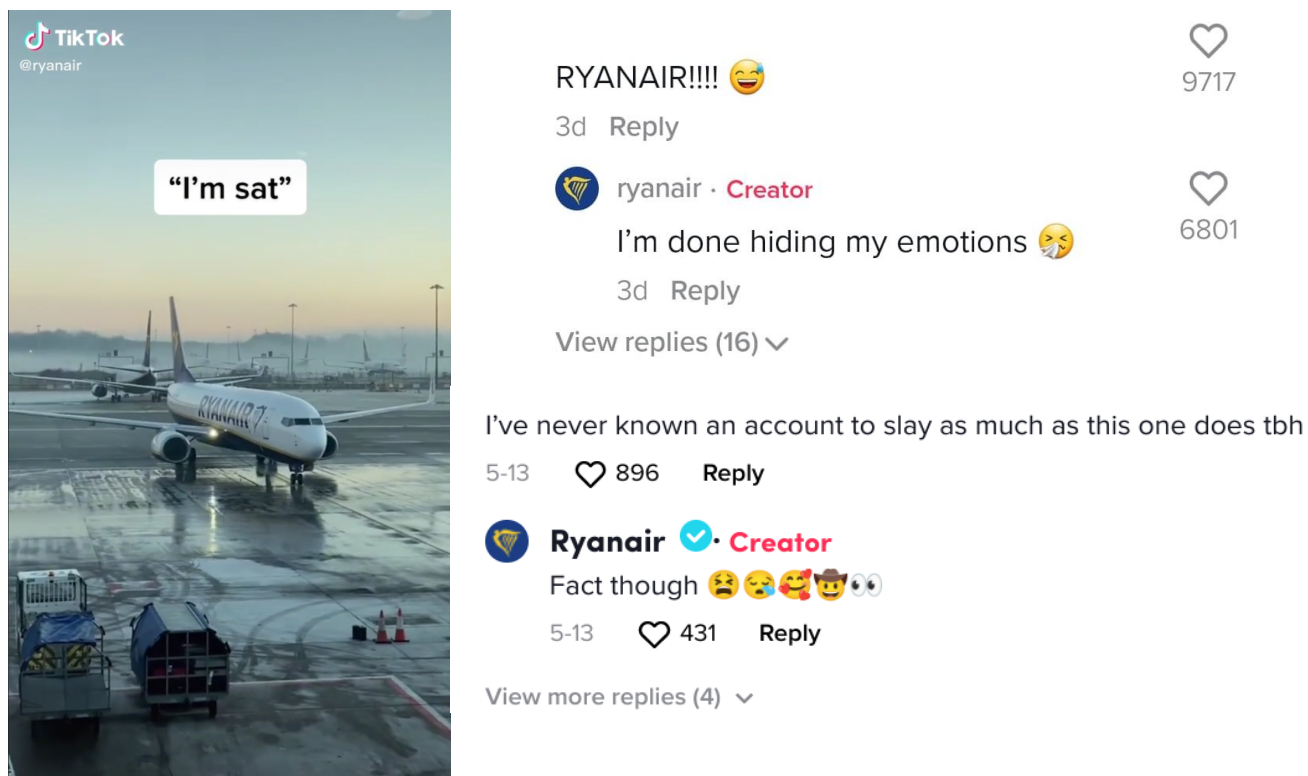 TikTok
@ryanair
“I’m sat”
RYANAIR
RYANAIR!!!! 😅
9717
3d Reply
ryanair · Creator
I’m done hiding my emotions 🤧
6801
3d Reply
View replies (16)
I’ve never known an account to slay as much as this one does tbh
5-13 896 Reply
Ryanair · Creator
Fact though 😫😪🥰🤠👀
5-13 431 Reply
View more replies (4)